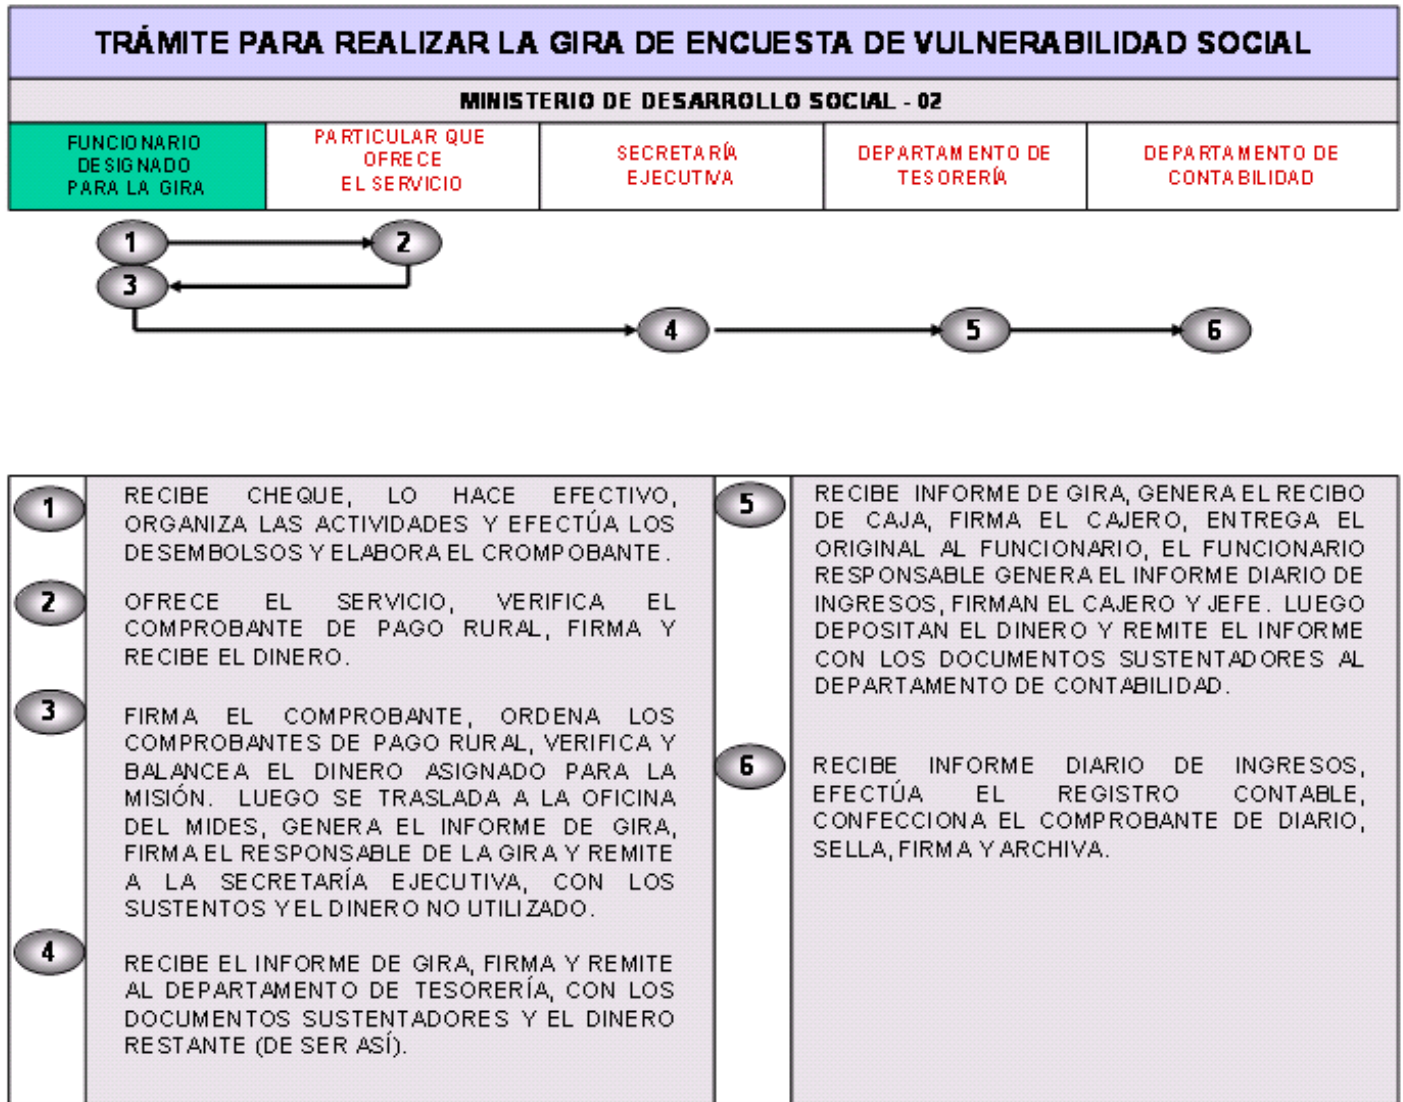 TRÁMITE PARA REALIZAR LA GIRA DE ENCUESTA DE VULNERABILIDAD SOCIAL
MINISTERIO DE DESARROLLO SOCIAL - 02
FUNCIONARIO
DESIGNADO
PARA LA GIRA
PARTICULAR QUE
OFRECE
EL SERVICIO
SECRETARÍA
EJECUTIVA
DEPARTAMENTO DE
TESORERÍA
DEPARTAMENTO DE
CONTABILIDAD
1
2
3
4
5
6
1
RECIBE CHEQUE, LO HACE EFECTIVO,
ORGANIZA LAS ACTIVIDADES Y EFECTÚA LOS
DESEMBOLSOS Y ELABORA EL CROMPOBANTE.
2
OFRECE EL SERVICIO, VERIFICA EL
COMPROBANTE DE PAGO RURAL, FIRMA Y
RECIBE EL DINERO.
3
FIRMA EL COMPROBANTE, ORDENA LOS
COMPROBANTES DE PAGO RURAL, VERIFICA Y
BALANCEA EL DINERO ASIGNADO PARA LA
MISIÓN. LUEGO SE TRASLADA A LA OFICINA
DEL MIDES, GENERA EL INFORME DE GIRA,
FIRMA EL RESPONSABLE DE LA GIRA Y REMITE
A LA SECRETARÍA EJECUTIVA, CON LOS
SUSTENTOS Y EL DINERO NO UTILIZADO.
4
RECIBE EL INFORME DE GIRA, FIRMA Y REMITE
AL DEPARTAMENTO DE TESORERÍA, CON LOS
DOCUMENTOS SUSTENTADORES Y EL DINERO
RESTANTE (DE SER ASÍ).
5
RECIBE INFORME DE GIRA, GENERA EL RECIBO
DE CAJA, FIRMA EL CAJERO, ENTREGA EL
ORIGINAL AL FUNCIONARIO, EL FUNCIONARIO
RESPONSABLE GENERA EL INFORME DIARIO DE
INGRESOS, FIRMAN EL CAJERO Y JEFE. LUEGO
DEPOSITAN EL DINERO Y REMITE EL INFORME
CON LOS DOCUMENTOS SUSTENTADORES AL
DEPARTAMENTO DE CONTABILIDAD.
6
RECIBE INFORME DIARIO DE INGRESOS,
EFECTÚA EL REGISTRO CONTABLE,
CONFECCIONA EL COMPROBANTE DE DIARIO,
SELLA, FIRMA Y ARCHIVA.